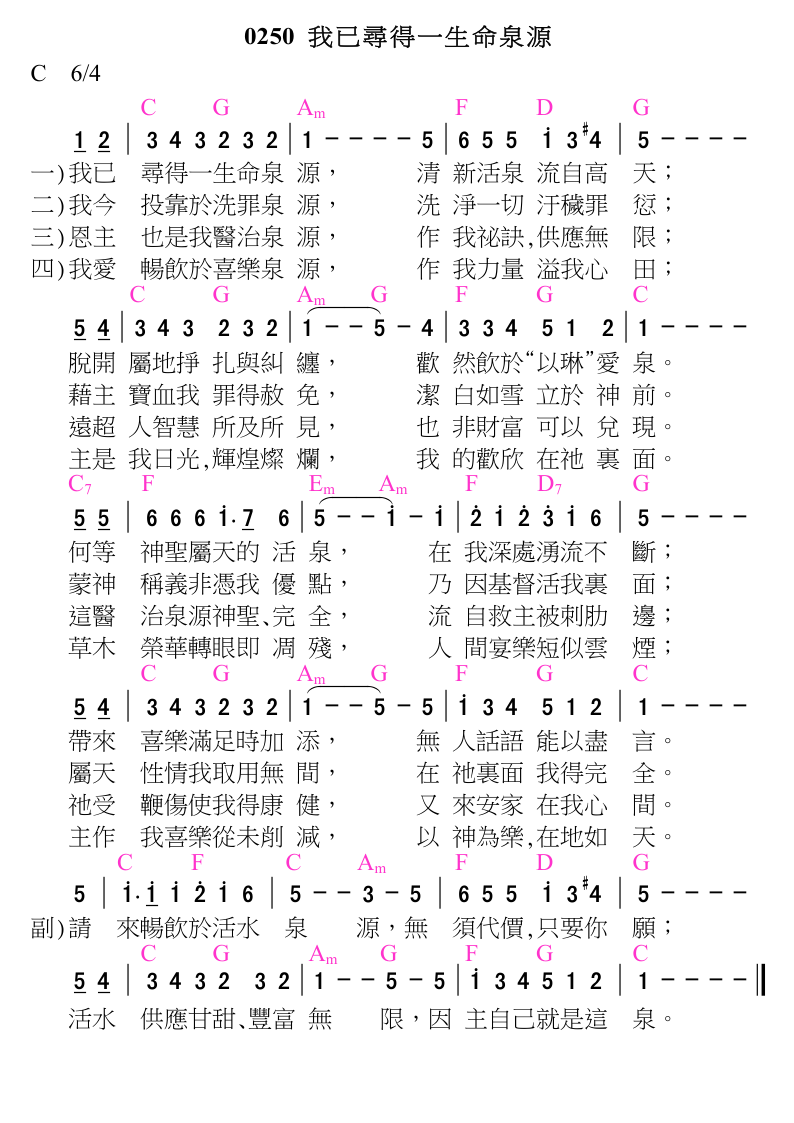 0250 我已尋得一生命泉源
C 6/4
C G Am F D G
1 2 | 3 4 3 2 3 2 | 1 - - - - 5 | 6 5 5 i 3 #4 | 5 - - - -
一)我已 尋得一生命泉 源， 清 新活泉 流自高 天；
二)我今 投靠於洗罪泉 源， 洗 淨一切 汙穢罪 愆；
三)恩主 也是我醫治泉 源， 作 我祕訣,供應無 限；
四)我愛 暢飲於喜樂泉 源， 作 我力量 溢我心 田；
C G Am G F G C
5 4 | 3 4 3 2 3 2 | 1 - - 5 - 4 | 3 3 4 5 1 2 | 1 - - - -
脫開 屬地掙 扎與糾 纏， 歡 然飲於“以琳”愛 泉。
藉主 寶血我 罪得赦 免， 潔 白如雪 立於 神 前。
遠超 人智慧 所及所 見， 也 非財富 可以 兌 現。
主是 我日光,輝煌燦 爛， 我 的歡欣 在祂 裏 面。
C7 F Em Am F D7 G
5 5 | 6 6 6 i. 7 6 | 5 - - i - i | 2̇ i 2̇ 3̇ i 6 | 5 - - - -
何等 神聖屬天的 活 泉， 在 我深處湧流不 斷；
蒙神 稱義非憑我 優 點， 乃 因基督活我裏 面；
這醫 治泉源神聖､完 全， 流 自救主被刺肋 邊；
草木 榮華轉眼即 凋 殘， 人 間宴樂短似雲 煙；
C G Am G F G C
5 4 | 3 4 3 2 3 2 | 1 - - 5 - 5 | i 3 4 5 1 2 | 1 - - - -
帶來 喜樂滿足時加 添， 無 人話語 能以盡 言。
屬天 性情我取用無 間， 在 祂裏面 我得完 全。
祂受 鞭傷使我得康 健， 又 來安家 在我心 間。
主作 我喜樂從未削 減， 以 神為樂,在地如 天。
C F C Am F D G
5 | i. i i 2̇ i 6 | 5 - - 3 - 5 | 6 5 5 i 3 #4 | 5 - - - -
副)請 來暢飲於活水 泉 源，無 須代價,只要你 願；
C G Am G F G C
5 4 | 3 4 3 2 3 2 | 1 - - 5 - 5 | i 3 4 5 1 2 | 1 - - - - ‖
活水 供應甘甜､豐富 無 限，因 主自己就是這 泉。